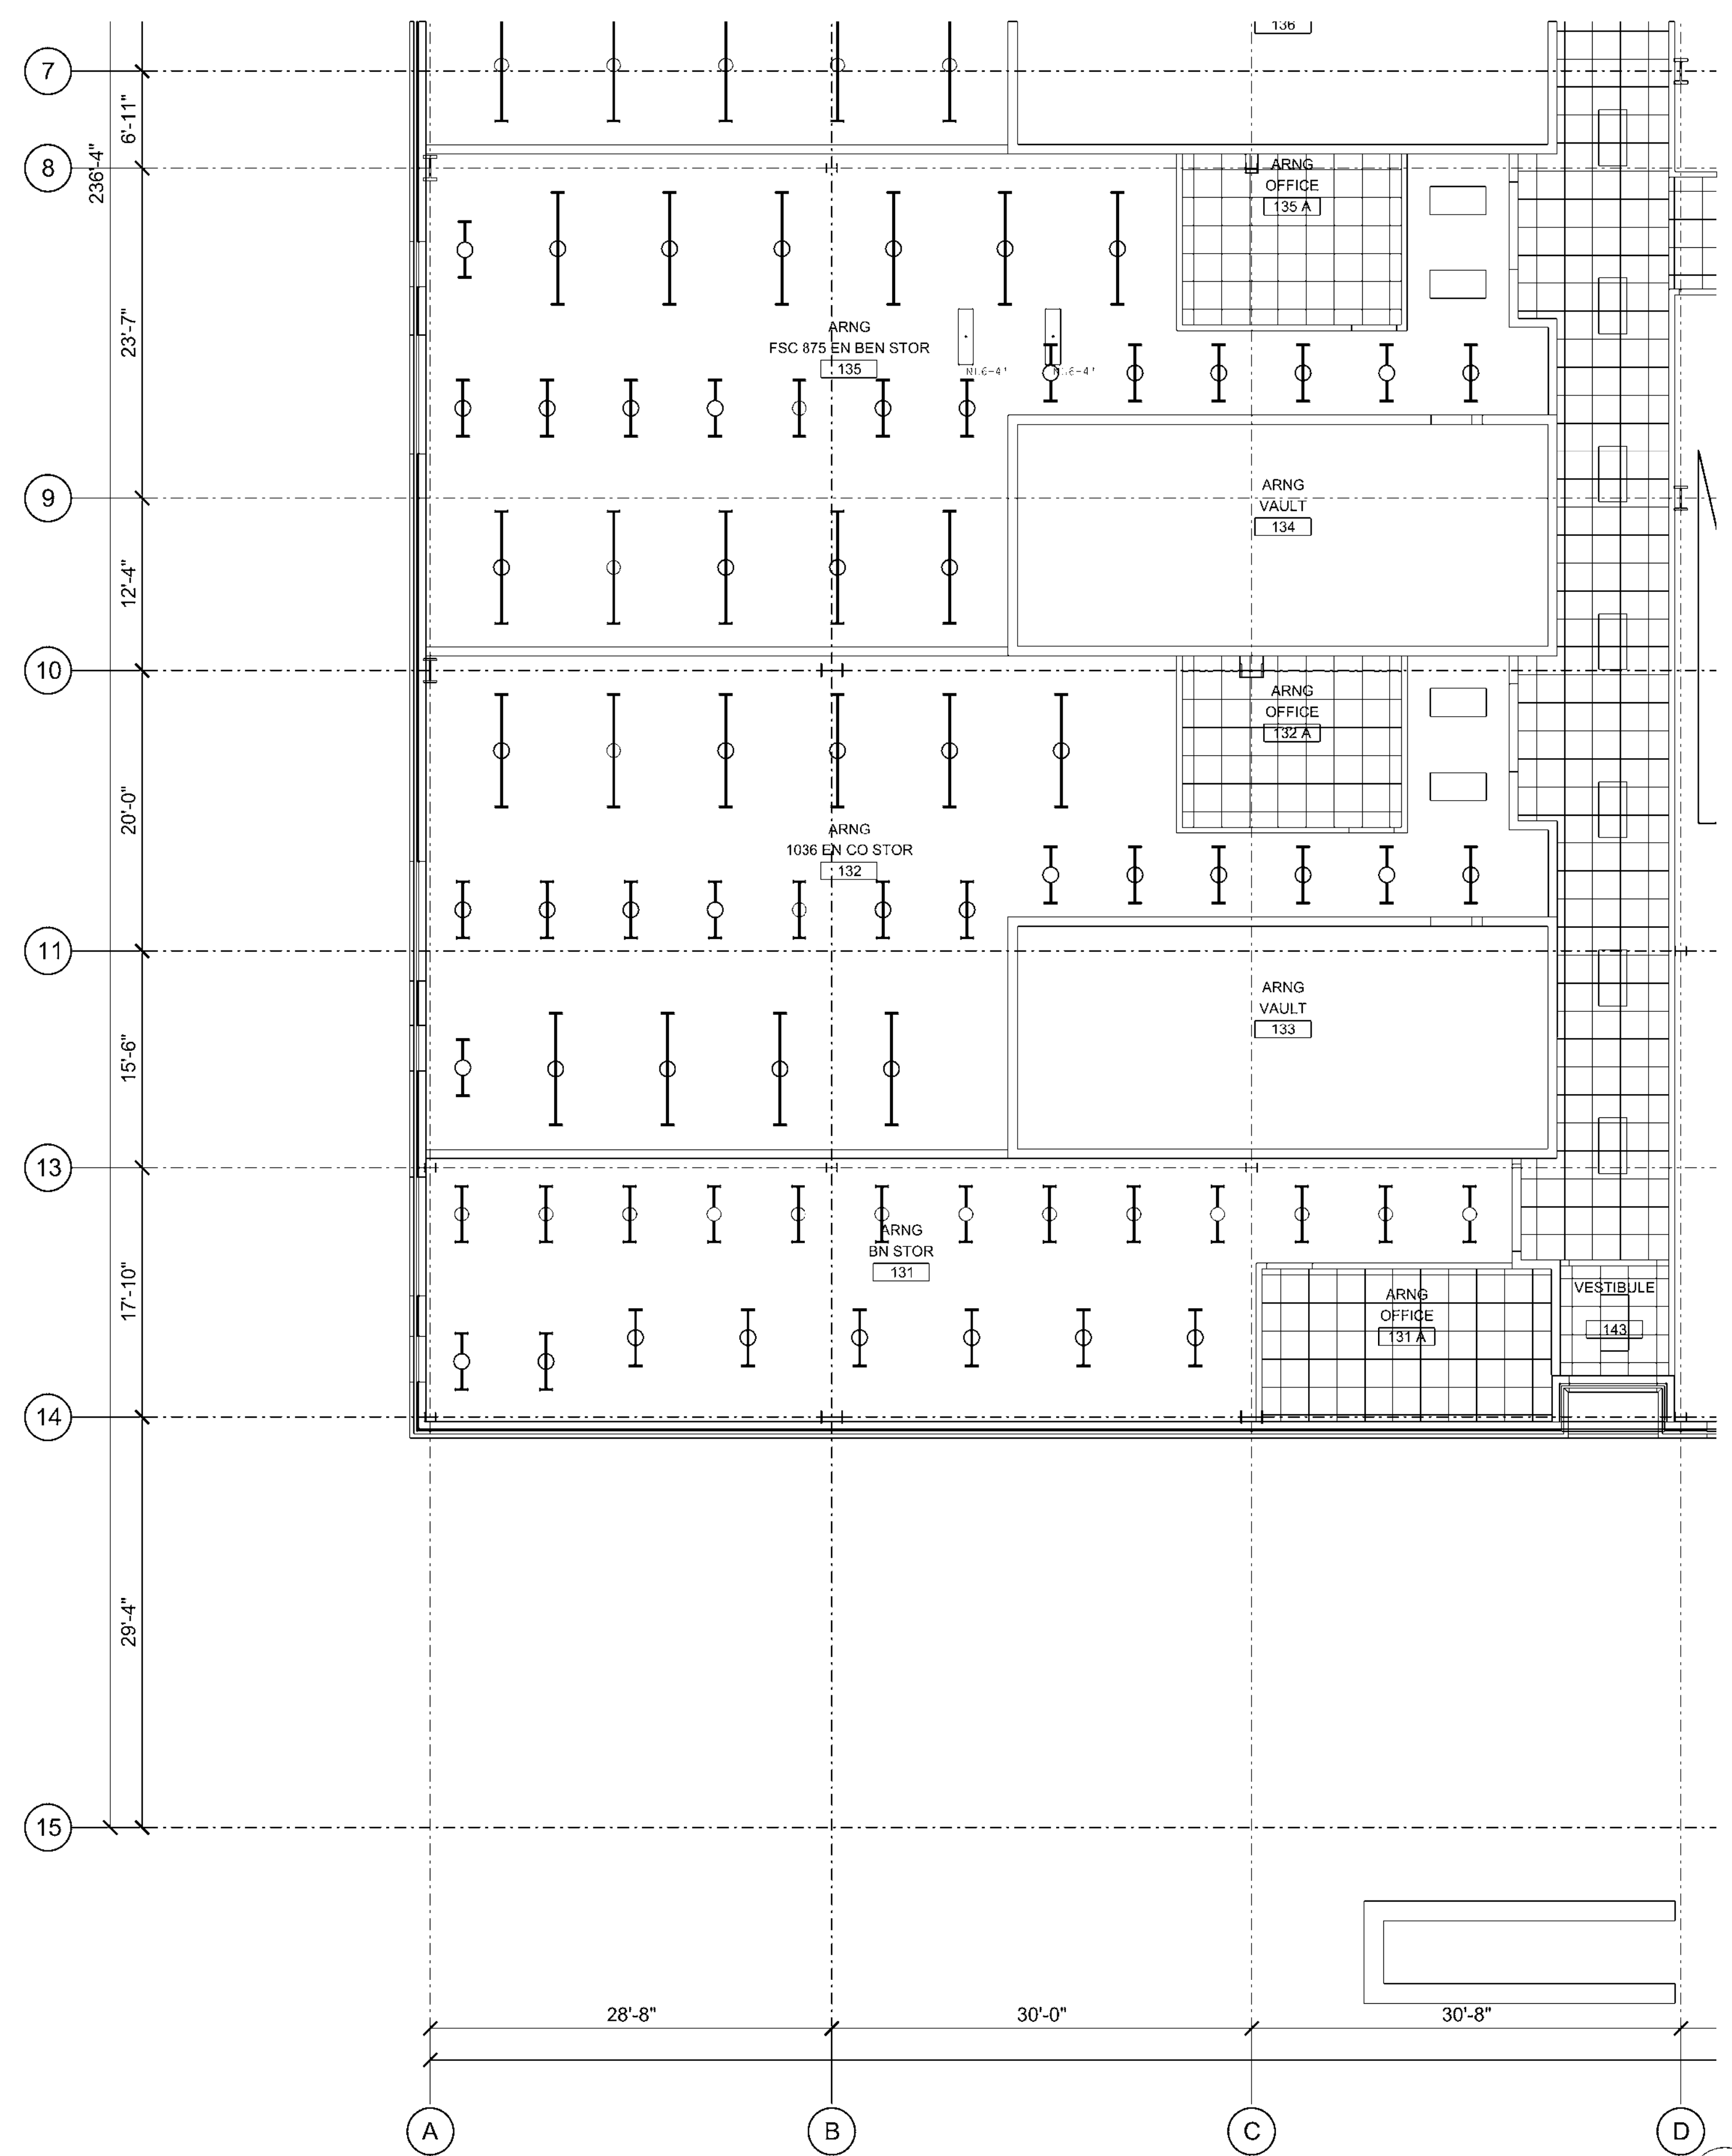 136
7
6'-11"
236'-4"
8
ARNG
OFFICE
135 A
23'-7"
ARNG
FSC 875 EN BEN STOR
135
9
ARNG
VAULT
134
12'-4"
10
ARNG
OFFICE
132 A
20'-0"
ARNG
1036 EN CO STOR
132
11
ARNG
VAULT
133
15'-6"
13
ARNG
BN STOR
131
17'-10"
ARNG
OFFICE
131 A
VESTIBULE
143
14
29'-4"
15
28'-8"
30'-0"
30'-8"
A
B
C
D